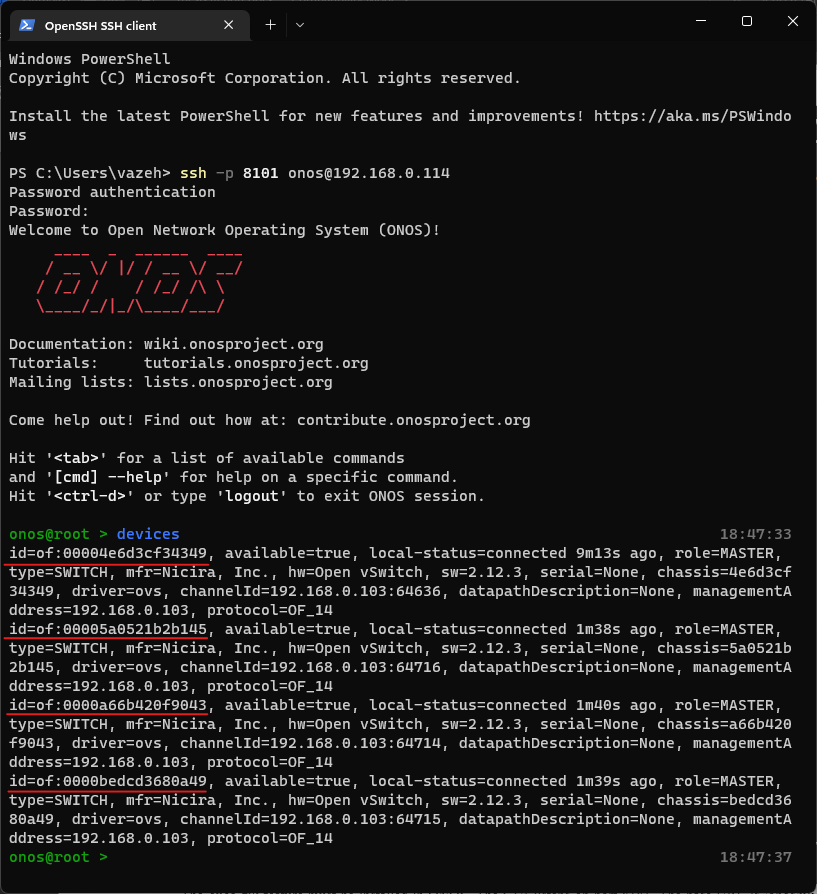 OpenSSH SSH client
Windows PowerShell
Copyright (C) Microsoft Corporation. All rights reserved.
Install the latest PowerShell for new features and improvements! https://aka.ms/PSWindo
ws
PS C:\Users\vazeh> ssh -p 8101 onos@192.168.0.114
Password authentication
Password:
Welcome to Open Network Operating System (ONOS)!
     ____  _  ______  ____
    / __ \/ |/ / __ \/ __/
   / /_/ /    / /_/ /\ \
   \____/_/|_/\____/___/
Documentation: wiki.onosproject.org
Tutorials:     tutorials.onosproject.org
Mailing lists: lists.onosproject.org
Come help out! Find out how at: contribute.onosproject.org
Hit '<tab>' for a list of available commands
and '[cmd] --help' for help on a specific command.
Hit '<ctrl-d>' or type 'logout' to exit ONOS session.
onos@root > devices 18:47:33
id=of:00004e6d3cf34349, available=true, local-status=connected 9m13s ago, role=MASTER,
type=SWITCH, mfr=Nicira, Inc., hw=Open vSwitch, sw=2.12.3, serial=None, chassis=4e6d3cf
34349, driver=ovs, channelId=192.168.0.103:64636, datapathDescription=None, managementA
ddress=192.168.0.103, protocol=OF_14
id=of:00005a0521b2b145, available=true, local-status=connected 1m38s ago, role=MASTER,
type=SWITCH, mfr=Nicira, Inc., hw=Open vSwitch, sw=2.12.3, serial=None, chassis=5a0521b
2b145, driver=ovs, channelId=192.168.0.103:64716, datapathDescription=None, managementA
ddress=192.168.0.103, protocol=OF_14
id=of:0000a66b420f9043, available=true, local-status=connected 1m40s ago, role=MASTER,
type=SWITCH, mfr=Nicira, Inc., hw=Open vSwitch, sw=2.12.3, serial=None, chassis=a66b420
f9043, driver=ovs, channelId=192.168.0.103:64714, datapathDescription=None, managementA
ddress=192.168.0.103, protocol=OF_14
id=of:0000bedcd3680a49, available=true, local-status=connected 1m39s ago, role=MASTER,
type=SWITCH, mfr=Nicira, Inc., hw=Open vSwitch, sw=2.12.3, serial=None, chassis=bedcd36
80a49, driver=ovs, channelId=192.168.0.103:64715, datapathDescription=None, managementA
ddress=192.168.0.103, protocol=OF_14
onos@root > 18:47:37